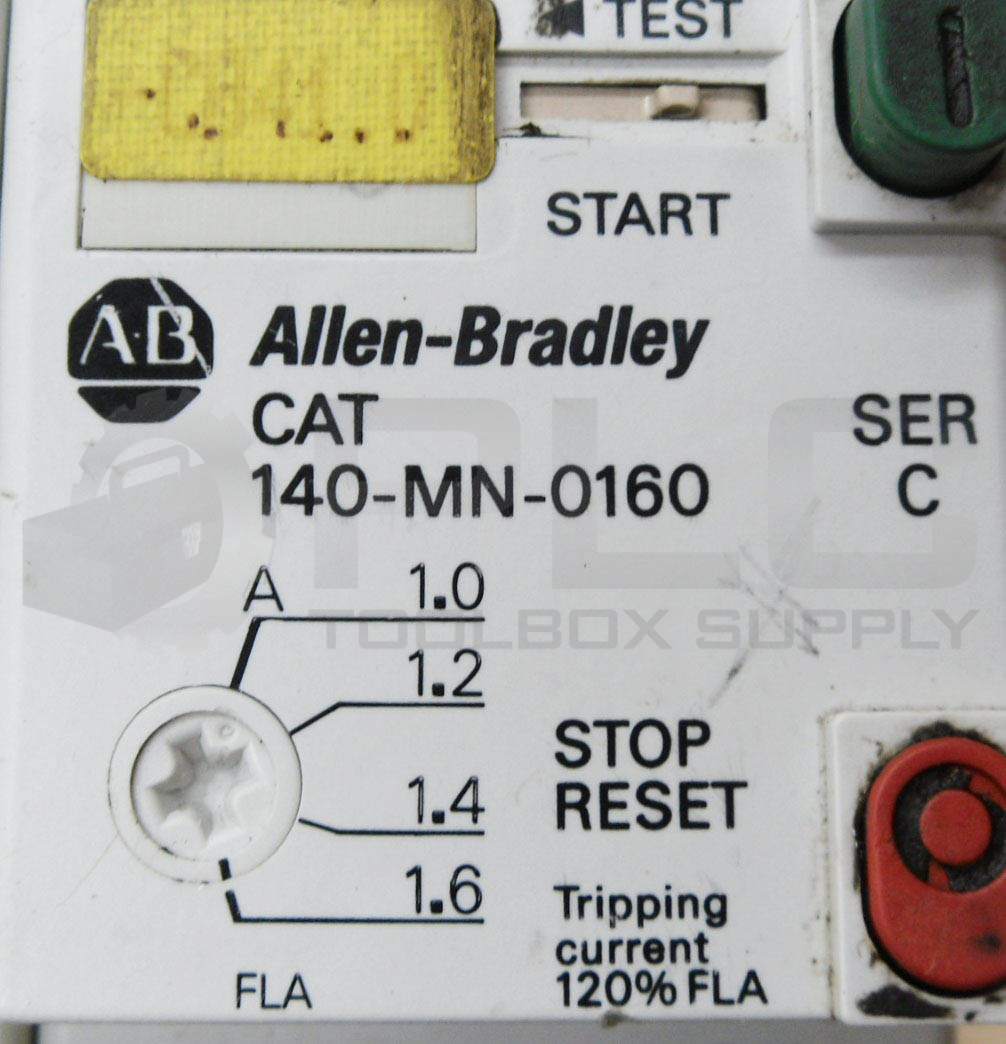 TEST
START
A-B
Allen-Bradley
CAT
SER
140-MN-0160
C
PLC
TOOLBOX SUPPLY
A
1.0
1.2
1.4
1.6
STOP
RESET
Tripping
current
120% FLA
FLA